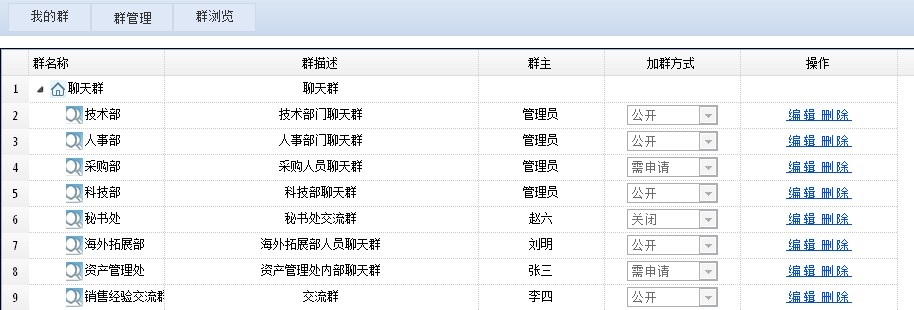 我的群 群管理 群浏览
群名称 群描述 群主 加群方式 操作
1 聊天群 聊天群
2 技术部 技术部门聊天群 管理员 公开 编辑 删除
3 人事部 人事部门聊天群 管理员 公开 编辑 删除
4 采购部 采购人员聊天群 管理员 需申请 编辑 删除
5 科技部 科技部聊天群 管理员 公开 编辑 删除
6 秘书处 秘书处交流群 赵六 关闭 编辑 删除
7 海外拓展部 海外拓展部人员聊天群 刘明 公开 编辑 删除
8 资产管理处 资产管理处内部聊天群 张三 需申请 编辑 删除
9 销售经验交流群 交流群 李四 公开 编辑 删除